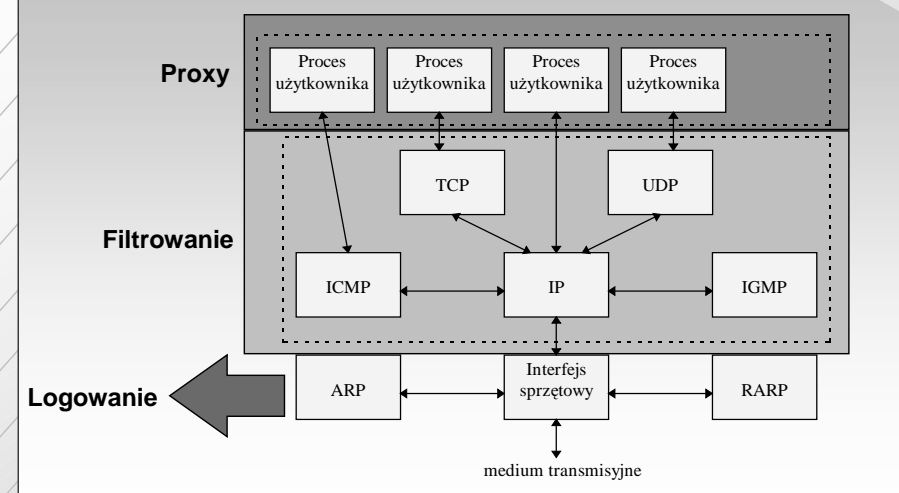 Proxy
Proces
użytkownika
Proces
użytkownika
Proces
użytkownika
Proces
użytkownika
Filtrowanie
TCP
UDP
ICMP
IP
IGMP
Logowanie
ARP
Interfejs
sprzętowy
RARP
medium transmisyjne